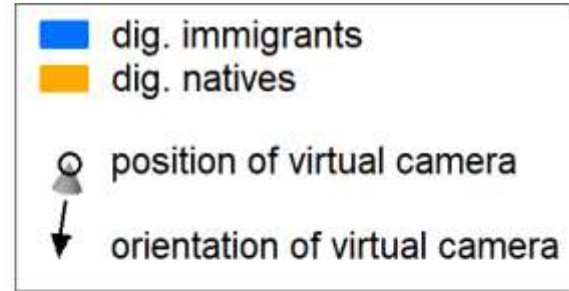 dig. immigrants
dig. natives
position of virtual camera
orientation of virtual camera